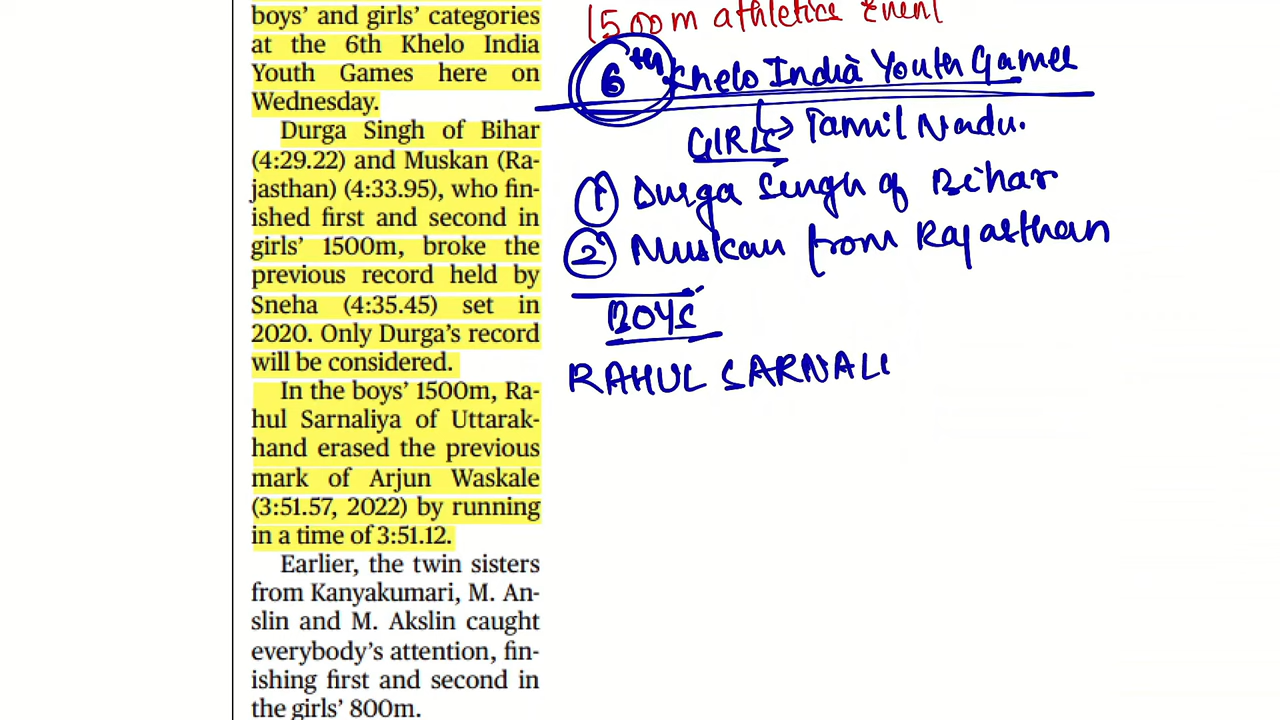 boys' and girls' categories
at the 6th Khelo India
Youth Games here on
Wednesday.
Durga Singh of Bihar
(4:29.22) and Muskan (Ra-
jasthan) (4:33.95), who fin-
ished first and second in
girls' 1500m, broke the
previous record held by
Sneha (4:35.45) set in
2020. Only Durga's record
will be considered.
In the boys' 1500m, Ra-
hul Sarnaliya of Uttarak-
hand erased the previous
mark of Arjun Waskale
(3:51.57, 2022) by running
in a time of 3:51.12.
Earlier, the twin sisters
from Kanyakumari, M. An-
slin and M. Akslin caught
everybody's attention, fin-
ishing first and second in
the girls' 800m.
1500m athletics Event
6th Khelo India Youth Games
Tamil Nadu.
GIRLS
1 Durga Singh of Bihar
2 Muskan from Rajasthan
BOYS
RAHUL SARNALI